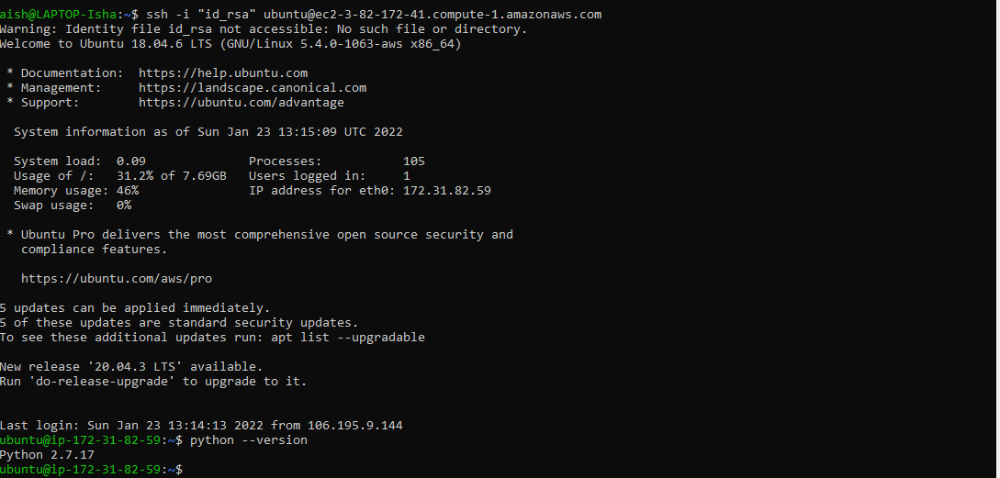 aish@LAPTOP-Isha:~$ ssh -i "id_rsa" ubuntu@ec2-3-82-172-41.compute-1.amazonaws.com
Warning: Identity file id_rsa not accessible: No such file or directory.
Welcome to Ubuntu 18.04.6 LTS (GNU/Linux 5.4.0-1063-aws x86_64)

 * Documentation:  https://help.ubuntu.com
 * Management:     https://landscape.canonical.com
 * Support:        https://ubuntu.com/advantage

  System information as of Sun Jan 23 13:15:09 UTC 2022

  System load:  0.09              Processes:           105
  Usage of /:   31.2% of 7.69GB   Users logged in:     1
  Memory usage: 46%               IP address for eth0: 172.31.82.59
  Swap usage:   0%

 * Ubuntu Pro delivers the most comprehensive open source security and
   compliance features.

   https://ubuntu.com/aws/pro

5 updates can be applied immediately.
5 of these updates are standard security updates.
To see these additional updates run: apt list --upgradable

New release '20.04.3 LTS' available.
Run 'do-release-upgrade' to upgrade to it.


Last login: Sun Jan 23 13:14:13 2022 from 106.195.9.144
ubuntu@ip-172-31-82-59:~$ python --version
Python 2.7.17
ubuntu@ip-172-31-82-59:~$